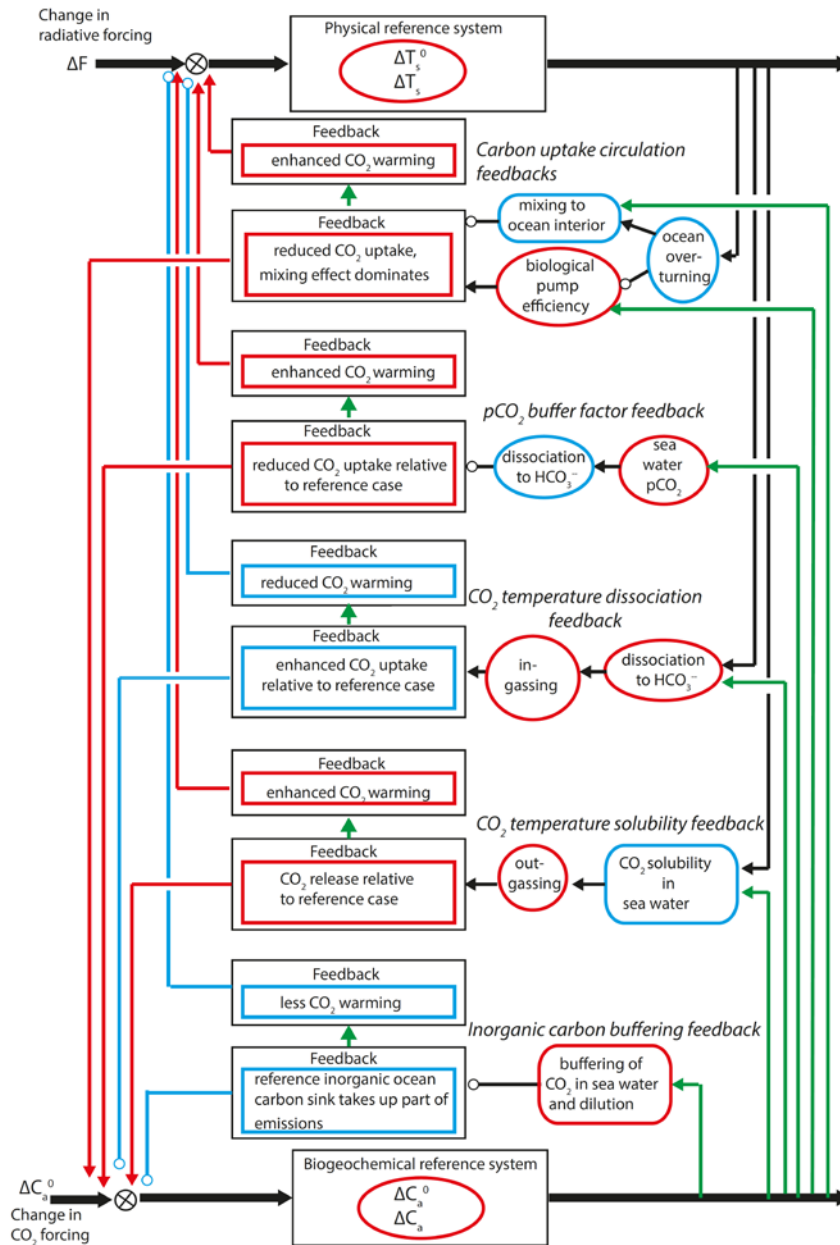 Change in
radiative forcing
ΔF
Physical reference system
ΔTs⁰
ΔTs
Feedback
enhanced CO₂ warming
Carbon uptake circulation
feedbacks
Feedback
reduced CO₂ uptake,
mixing effect dominates
mixing to
ocean interior
biological
pump
efficiency
ocean
over-
turning
Feedback
enhanced CO₂ warming
pCO₂ buffer factor feedback
Feedback
reduced CO₂ uptake relative
to reference case
dissociation
to HCO₃⁻
sea
water
pCO₂
Feedback
reduced CO₂ warming
CO₂ temperature dissociation
feedback
Feedback
enhanced CO₂ uptake
relative to reference case
in-
gassing
dissociation
to HCO₃⁻
Feedback
enhanced CO₂ warming
CO₂ temperature solubility feedback
Feedback
CO₂ release relative
to reference case
out-
gassing
CO₂ solubility
in
sea water
Feedback
less CO₂ warming
Inorganic carbon buffering feedback
Feedback
reference inorganic ocean
carbon sink takes up part of
emissions
buffering of
CO₂ in sea water
and dilution
ΔCa⁰
Change in
CO₂ forcing
Biogeochemical reference system
ΔCa⁰
ΔCa